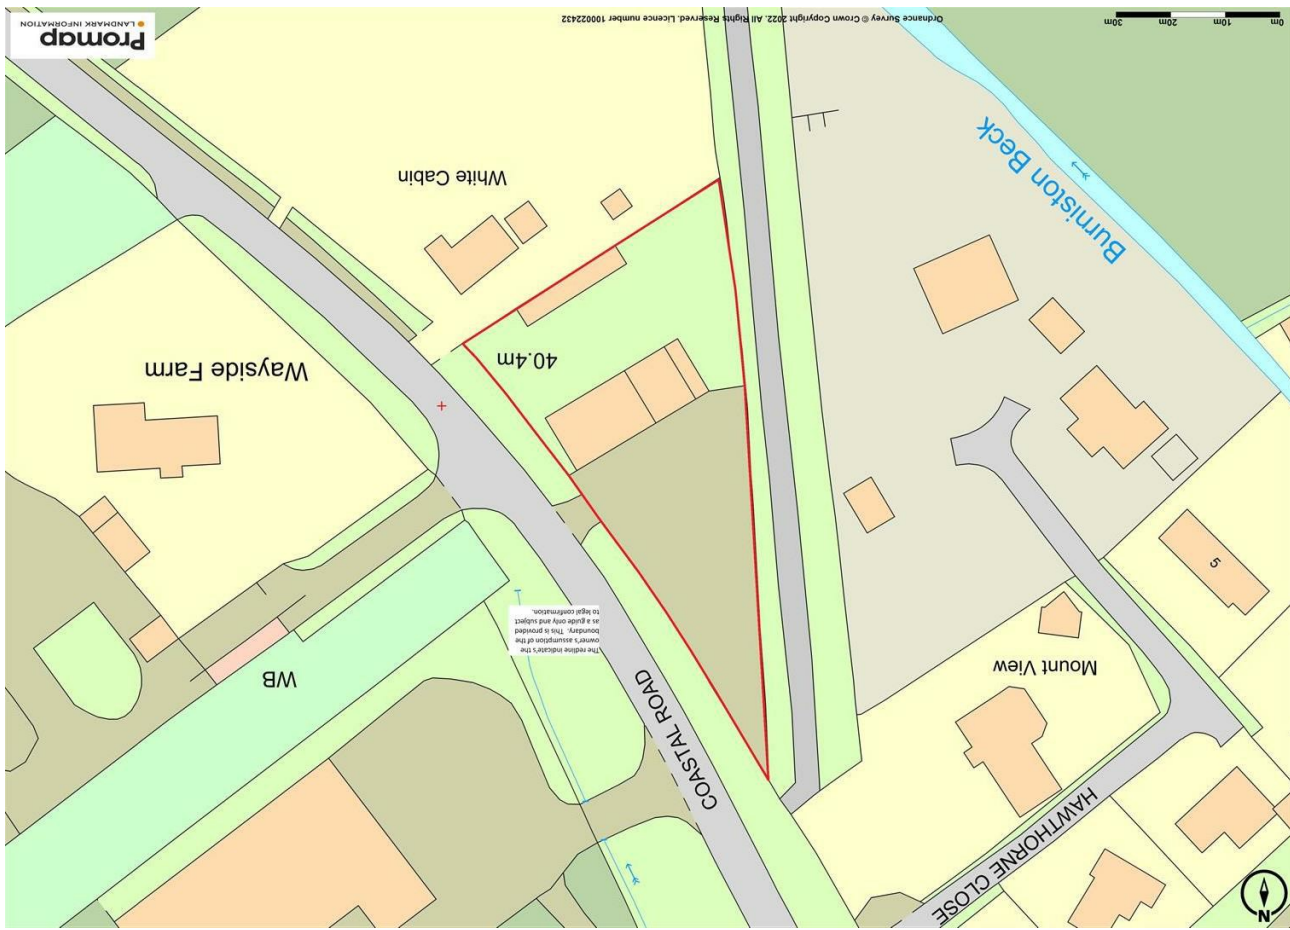 N
HAWTHORNE CLOSE
COASTAL ROAD
Mount View
WB
The redline indicate's the
owner's assumption of the
boundary. This is provided
as a guide only and subject
to legal confirmation.
5
Wayside Farm
40.4m
Burniston Beck
White Cabin
0m 10m 20m 30m
Ordnance Survey © Crown Copyright 2022. All Rights Reserved. Licence number 100022432
Promap
LANDMARK INFORMATION